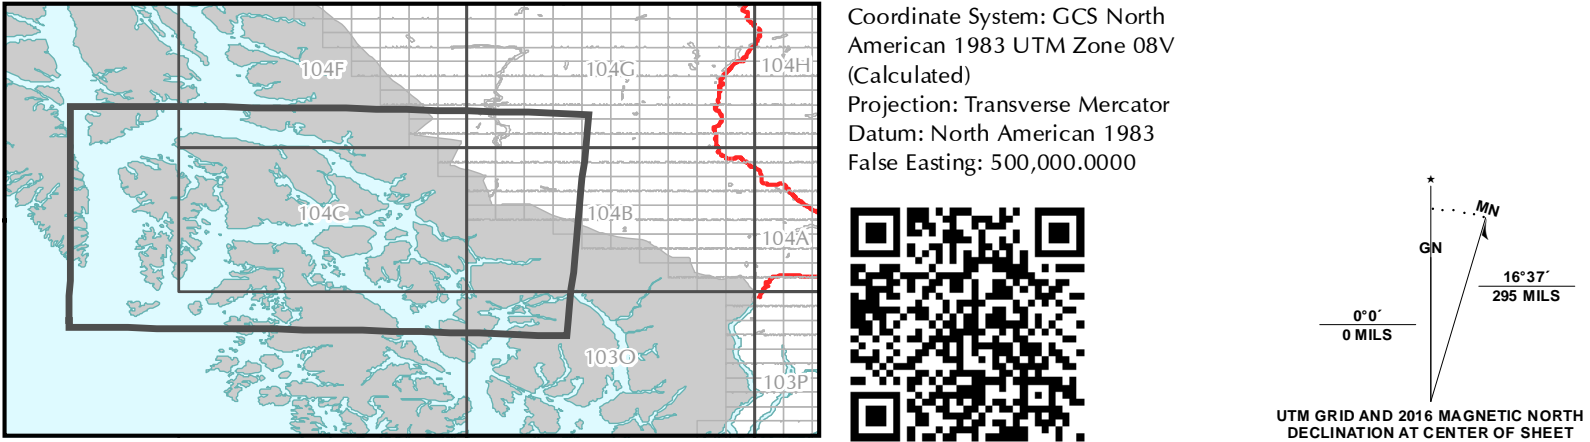 104F
104G
104H
104C
104B
104A
103O
103P
Coordinate System: GCS North
American 1983 UTM Zone 08V
(Calculated)
Projection: Transverse Mercator
Datum: North American 1983
False Easting: 500,000.0000
MN
GN
16°37´
295 MILS
0°0´
0 MILS
UTM GRID AND 2016 MAGNETIC NORTH
DECLINATION AT CENTER OF SHEET